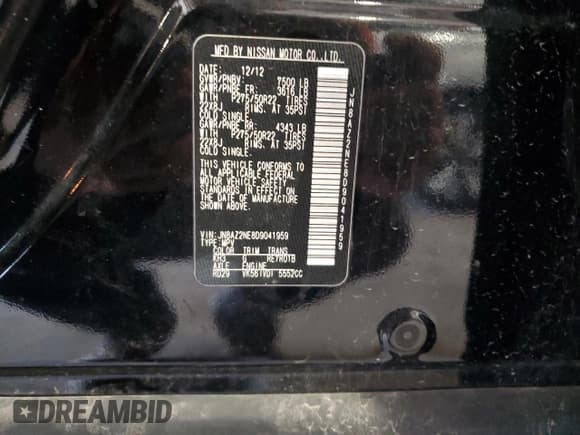 MFD BY NISSAN MOTOR CO.,LTD.
DATE: 12/12
GVWR/PNBV: 7500 LB
GAWR/PNBE FR: 3616 LB
WITH P275/50R22 TIRES
22X8J RIMS, AT 35PSI
COLD SINGLE.
GAWR/PNBE RR: 4343 LB
WITH P275/50R22 TIRES
22X8J RIMS, AT 35PSI
COLD SINGLE.
THIS VEHICLE CONFORMS TO
ALL APPLICABLE FEDERAL
MOTOR VEHICLE SAFETY
STANDARDS IN EFFECT ON
THE DATE OF MANUFACTURE
SHOWN ABOVE.
VIN: JN8AZ2NE8D9041959
TYPE: MPV
COLOR TRIM TRANS
KH3 G RE7R01B
AXLE ENGINE
RD29 VK56(VD) 5552CC
JN8AZ2NE8D9041959
DREAMBID